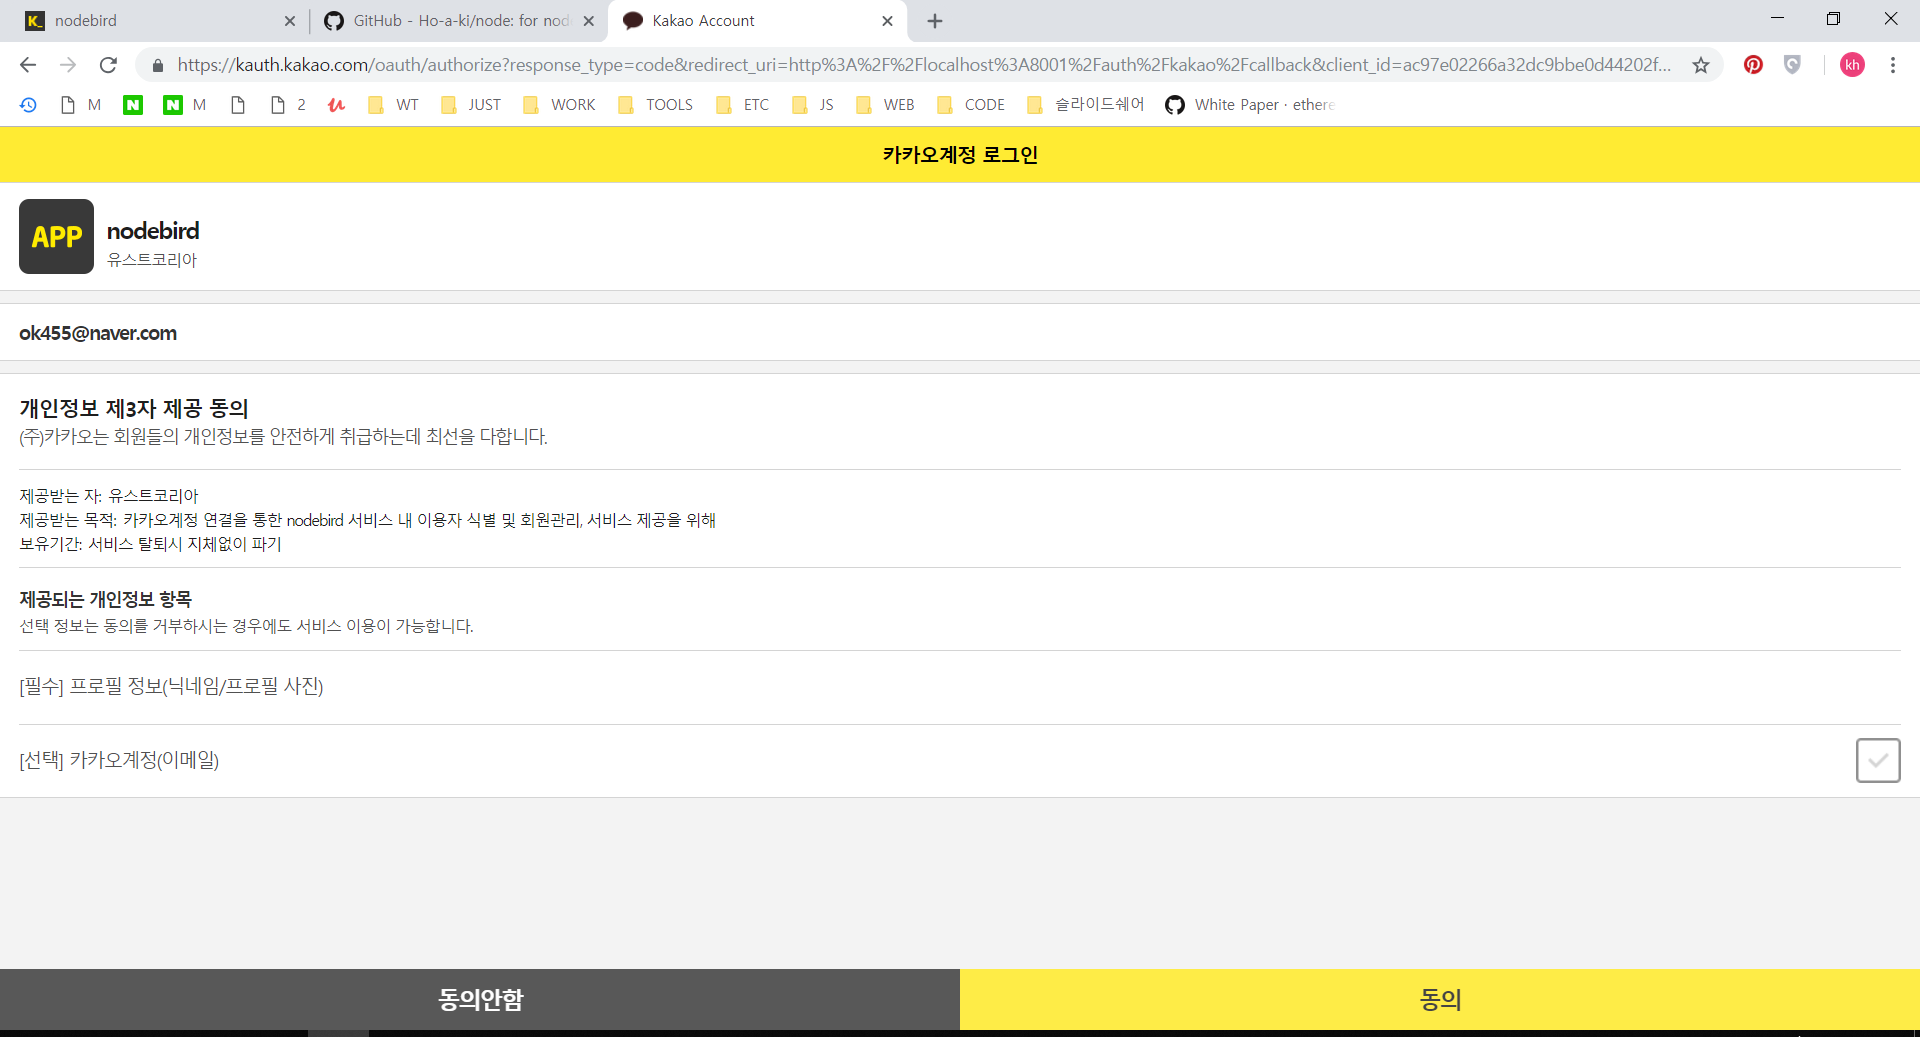 nodebird
GitHub - Ho-a-ki/node: for nod
Kakao Account
https://kauth.kakao.com/oauth/authorize?response_type=code&redirect_uri=http%3A%2F%2Flocalhost%3A8001%2Fauth%2Fkakao%2Fcallback&client_id=ac97e02266a32dc9bbe0d44202f...
kh
M
N
N M
2
WT
JUST
WORK
TOOLS
ETC
JS
WEB
CODE
슬라이드쉐어
White Paper · ethere
카카오계정 로그인
APP
nodebird
유스트코리아
ok455@naver.com
개인정보 제3자 제공 동의
(주)카카오는 회원들의 개인정보를 안전하게 취급하는데 최선을 다합니다.
제공받는 자: 유스트코리아
제공받는 목적: 카카오계정 연결을 통한 nodebird 서비스 내 이용자 식별 및 회원관리, 서비스 제공을 위해
보유기간: 서비스 탈퇴시 지체없이 파기
제공되는 개인정보 항목
선택 정보는 동의를 거부하시는 경우에도 서비스 이용이 가능합니다.
[필수] 프로필 정보(닉네임/프로필 사진)
[선택] 카카오계정(이메일)
동의안함
동의